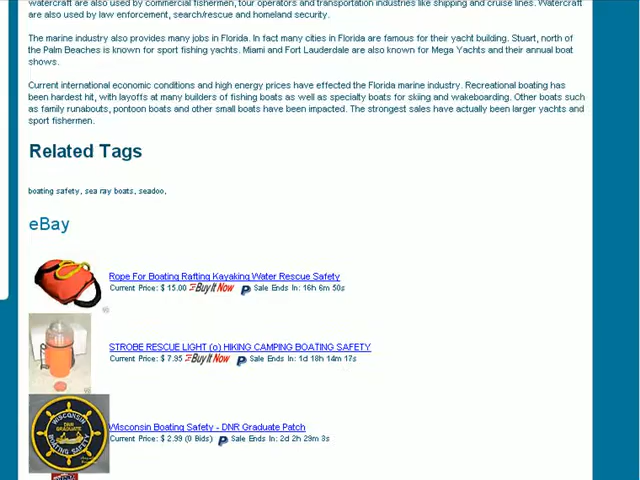 watercraft are also used by commercial fishermen, tour operators and transportation industries like shipping and cruise lines. Watercraft
are also used by law enforcement, search/rescue and homeland security.
The marine industry also provides many jobs in Florida. In fact many cities in Florida are famous for their yacht building. Stuart, north of
the Palm Beaches is known for sport fishing yachts. Miami and Fort Lauderdale are also known for Mega Yachts and their annual boat
shows.
Current international economic conditions and high energy prices have effected the Florida marine industry. Recreational boating has
been hardest hit, with layoffs at many builders of fishing boats as well as specialty boats for skiing and wakeboarding. Other boats such
as family runabouts, pontoon boats and other small boats have been impacted. The strongest sales have actually been larger yachts and
sport fishermen.
Related Tags
boating safety, sea ray boats, seadoo,
eBay
Rope For Boating Rafting Kayaking Water Rescue Safety
Current Price: $ 15.00 Buy It Now P Sale Ends In: 16h 6m 50s
STROBE RESCUE LIGHT (o) HIKING CAMPING BOATING SAFETY
Current Price: $ 7.95 Buy It Now P Sale Ends In: 1d 18h 14m 17s
WISCONSIN
DNR
GRADUATE
BOATING SAFETY
Wisconsin Boating Safety - DNR Graduate Patch
Current Price: $ 2.99 (0 Bids) P Sale Ends In: 2d 2h 29m 3s